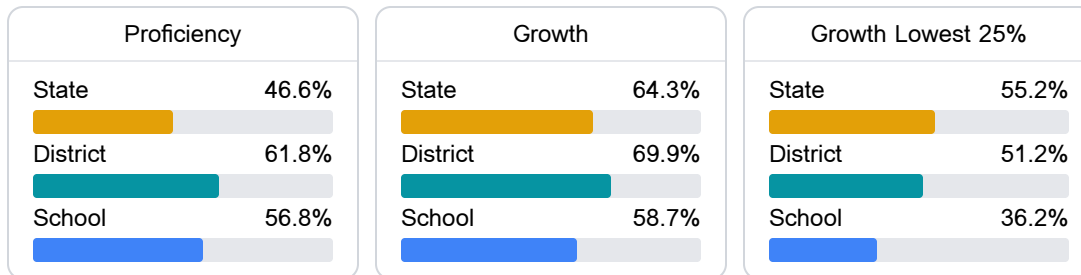 Proficiency
State 46.6%
District 61.8%
School 56.8%
Growth
State 64.3%
District 69.9%
School 58.7%
Growth Lowest 25%
State 55.2%
District 51.2%
School 36.2%